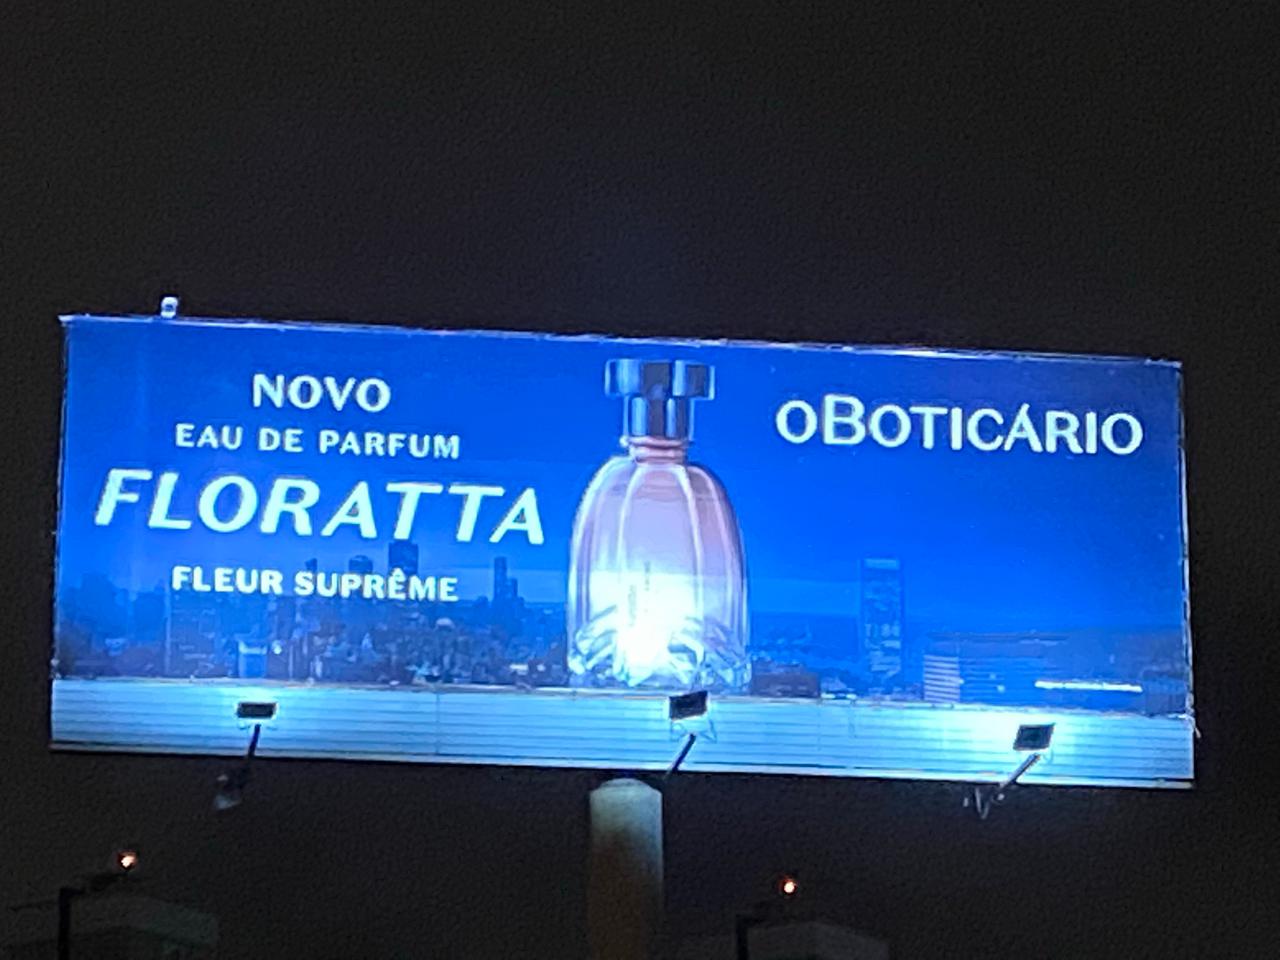 NOVO
EAU DE PARFUM
FLORATTA
FLEUR SUPRÊME
oBOTICÁRIO